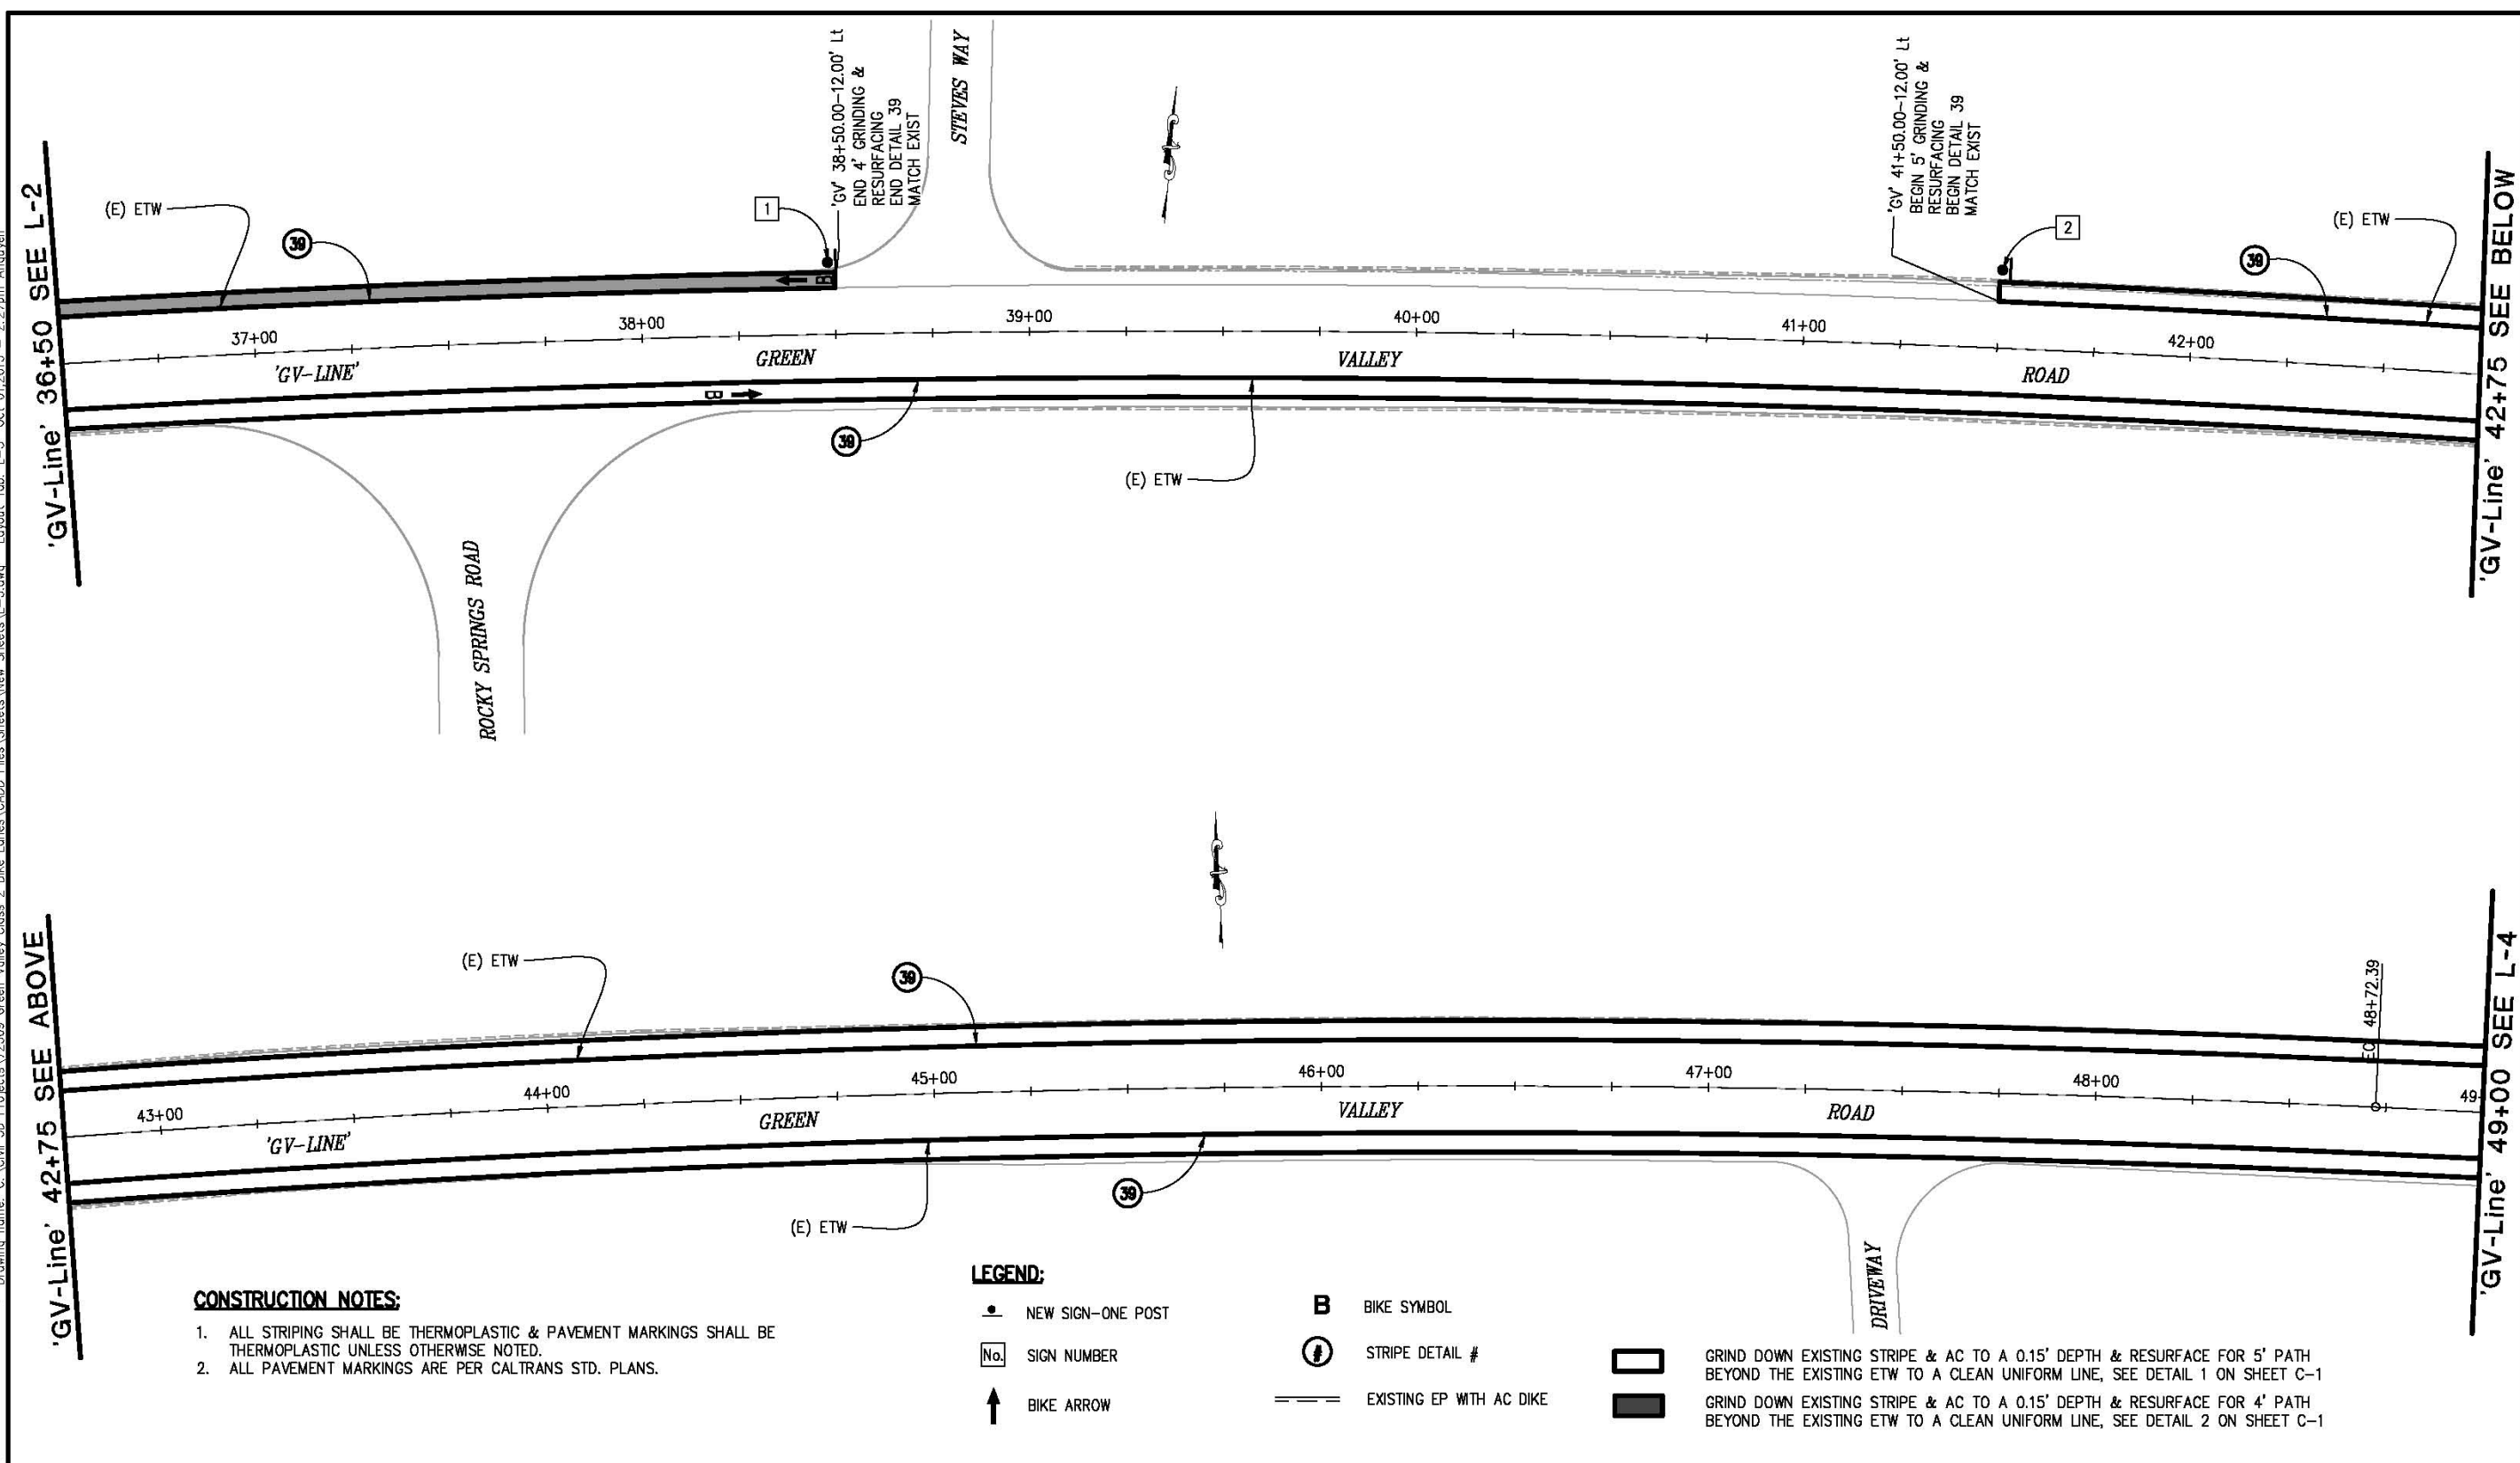 STEVES WAY
'GV' 38+50.00-12.00' Lt
END 4' GRINDING &
RESURFACING
END DETAIL 39
MATCH EXIST
'GV' 41+50.00-12.00' Lt
BEGIN 5' GRINDING &
RESURFACING
BEGIN DETAIL 39
MATCH EXIST
'GV-Line' 36+50 SEE L-2
(E) ETW
39
1
B
2
39
(E) ETW
'GV-Line' 42+75 SEE BELOW
37+00
38+00
39+00
40+00
41+00
42+00
'GV-LINE'
GREEN
VALLEY
ROAD
B
39
(E) ETW
ROCKY SPRINGS ROAD
'GV-Line' 42+75 SEE ABOVE
(E) ETW
39
EC 48+72.39
'GV-Line' 49+00 SEE L-4
43+00
44+00
45+00
46+00
47+00
48+00
49
'GV-LINE'
GREEN
VALLEY
ROAD
39
(E) ETW
DRIVEWAY
CONSTRUCTION NOTES:
1. ALL STRIPING SHALL BE THERMOPLASTIC & PAVEMENT MARKINGS SHALL BE
THERMOPLASTIC UNLESS OTHERWISE NOTED.
2. ALL PAVEMENT MARKINGS ARE PER CALTRANS STD. PLANS.
LEGEND:
NEW SIGN-ONE POST
No. SIGN NUMBER
BIKE ARROW
B BIKE SYMBOL
# STRIPE DETAIL #
EXISTING EP WITH AC DIKE
GRIND DOWN EXISTING STRIPE & AC TO A 0.15' DEPTH & RESURFACE FOR 5' PATH
BEYOND THE EXISTING ETW TO A CLEAN UNIFORM LINE, SEE DETAIL 1 ON SHEET C-1
GRIND DOWN EXISTING STRIPE & AC TO A 0.15' DEPTH & RESURFACE FOR 4' PATH
BEYOND THE EXISTING ETW TO A CLEAN UNIFORM LINE, SEE DETAIL 2 ON SHEET C-1